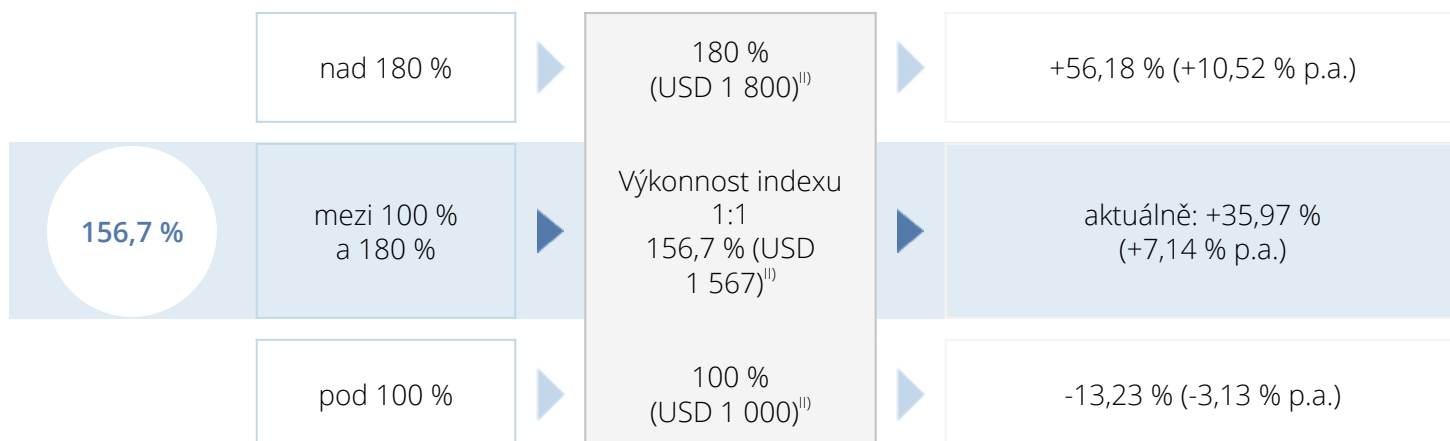 nad 180 %
180 %
(USD 1 800)II)
+56,18 % (+10,52 % p.a.)
156,7 %
mezi 100 %
a 180 %
Výkonnost indexu
1:1
156,7 % (USD
1 567)II)
aktuálně: +35,97 %
(+7,14 % p.a.)
pod 100 %
100 %
(USD 1 000)II)
-13,23 % (-3,13 % p.a.)